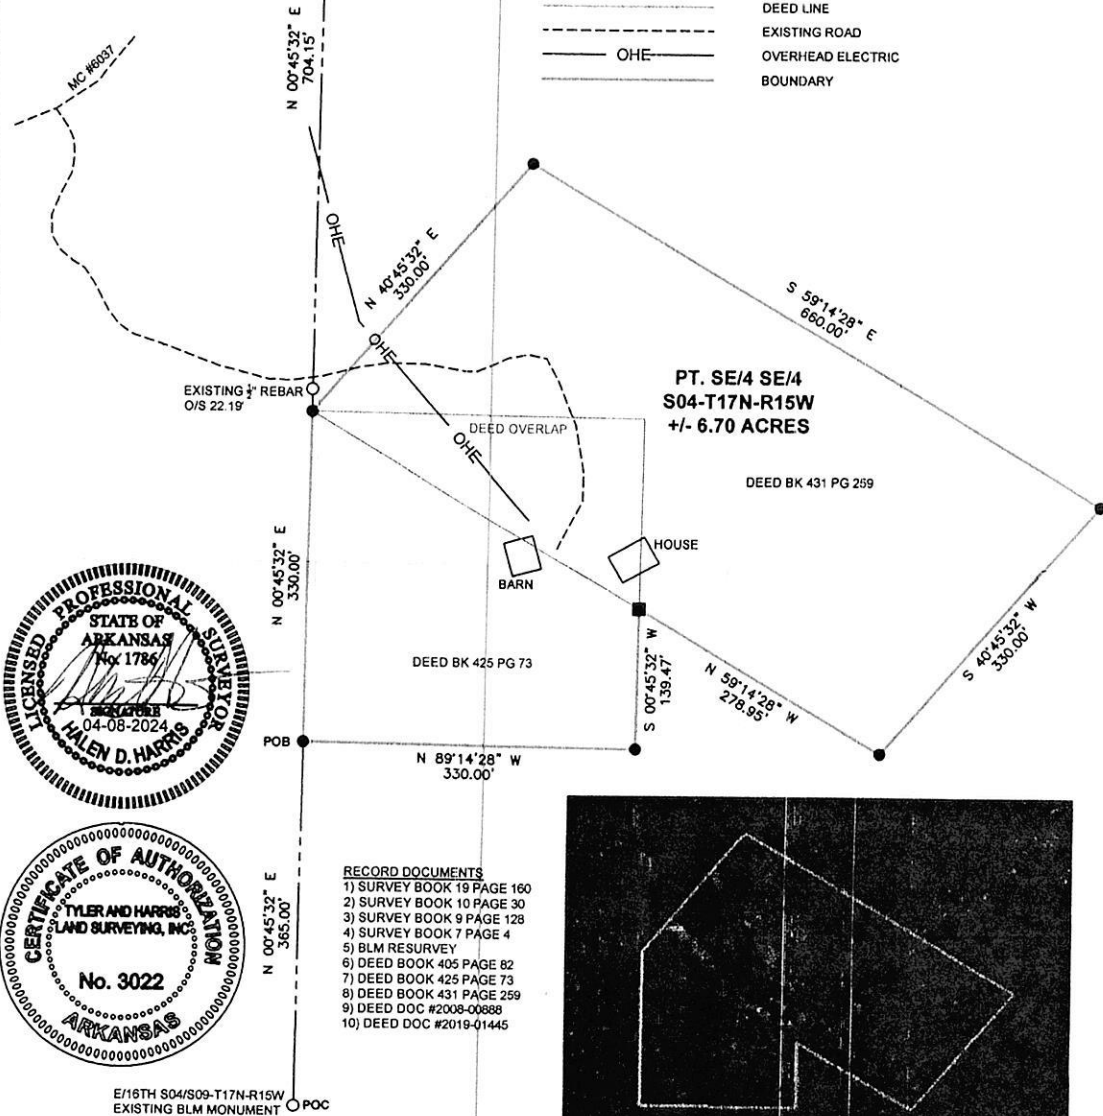 DEED LINE
EXISTING ROAD
OHE OVERHEAD ELECTRIC
BOUNDARY
MC #6037
N 00°45'32" E
704.15'
OHE
N 40°45'32" E
330.00'
OHE
S 59°14'28" E
660.00'
EXISTING ½" REBAR
O/S 22.19'
DEED OVERLAP
OHE
PT. SE/4 SE/4
S04-T17N-R15W
+/- 6.70 ACRES
DEED BK 431 PG 259
N 00°45'32" E
330.00'
BARN
HOUSE
DEED BK 425 PG 73
S 00°45'32" W
139.47'
N 59°14'28" W
278.95'
S 40°45'32" W
330.00'
POB
N 89°14'28" W
330.00'
LICENSED PROFESSIONAL SURVEYOR
STATE OF
ARKANSAS
No. 1786
SIGNATURE
04-08-2024
HALEN D. HARRIS
CERTIFICATE OF AUTHORIZATION
TYLER AND HARRIS
LAND SURVEYING, INC
No. 3022
ARKANSAS
N 00°45'32" E
365.00'
RECORD DOCUMENTS
1) SURVEY BOOK 19 PAGE 160
2) SURVEY BOOK 10 PAGE 30
3) SURVEY BOOK 9 PAGE 128
4) SURVEY BOOK 7 PAGE 4
5) BLM RESURVEY
6) DEED BOOK 405 PAGE 82
7) DEED BOOK 425 PAGE 73
8) DEED BOOK 431 PAGE 259
9) DEED DOC #2008-00888
10) DEED DOC #2019-01445
E/16TH S04/S09-T17N-R15W
EXISTING BLM MONUMENT
POC